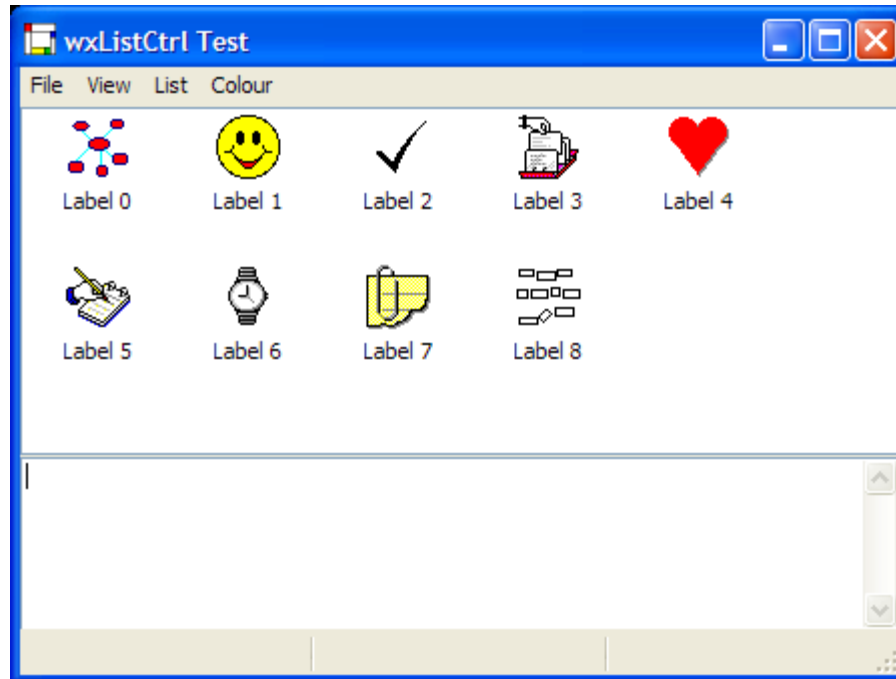 wxListCtrl Test
File View List Colour
Label 0 Label 1 Label 2 Label 3 Label 4
Label 5 Label 6 Label 7 Label 8